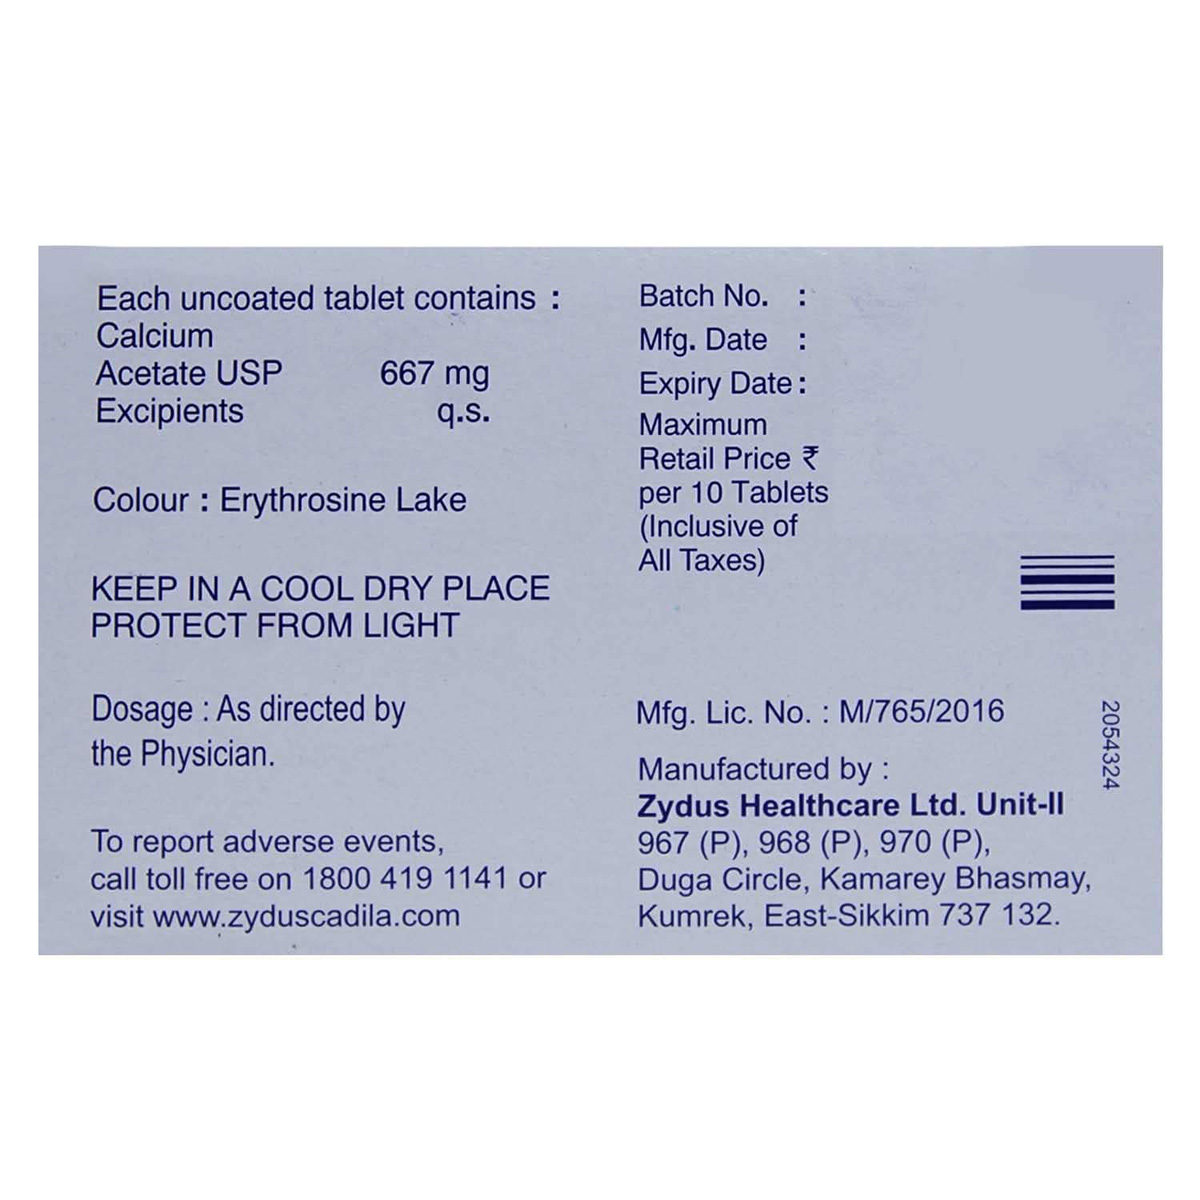 Each uncoated tablet contains :
Calcium
Acetate USP 667 mg
Excipients q.s.
Colour : Erythrosine Lake
KEEP IN A COOL DRY PLACE
PROTECT FROM LIGHT
Dosage : As directed by
the Physician.
To report adverse events,
call toll free on 1800 419 1141 or
visit www.zyduscadila.com
Batch No. :
Mfg. Date :
Expiry Date :
Maximum
Retail Price ₹
per 10 Tablets
(Inclusive of
All Taxes)
Mfg. Lic. No. : M/765/2016
Manufactured by :
Zydus Healthcare Ltd. Unit-II
967 (P), 968 (P), 970 (P),
Duga Circle, Kamarey Bhasmay,
Kumrek, East-Sikkim 737 132.
2054324